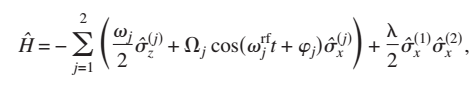 Ĥ = − ∑_{j=1}^{2} ( ω_j/2 σ̂_z^{(j)} + Ω_j cos(ω_j^{rf} t + φ_j) σ̂_x^{(j)} ) + λ/2 σ̂_x^{(1)} σ̂_x^{(2)},